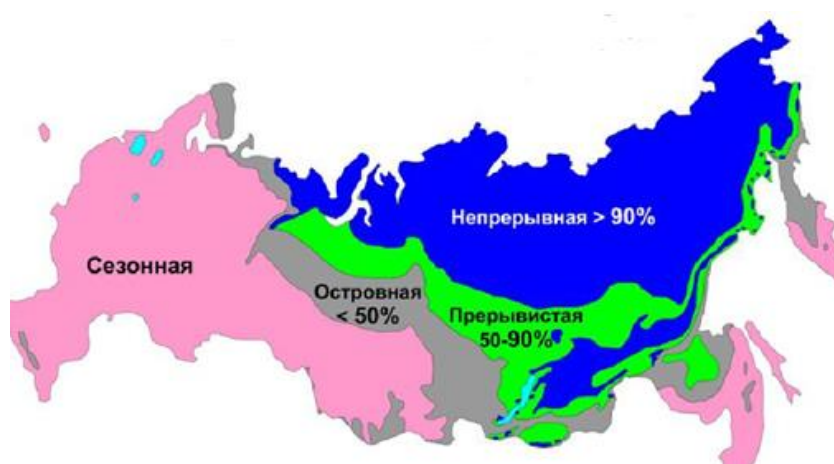 Непрерывная > 90%
Сезонная
Островная
< 50%
Прерывистая
50-90%